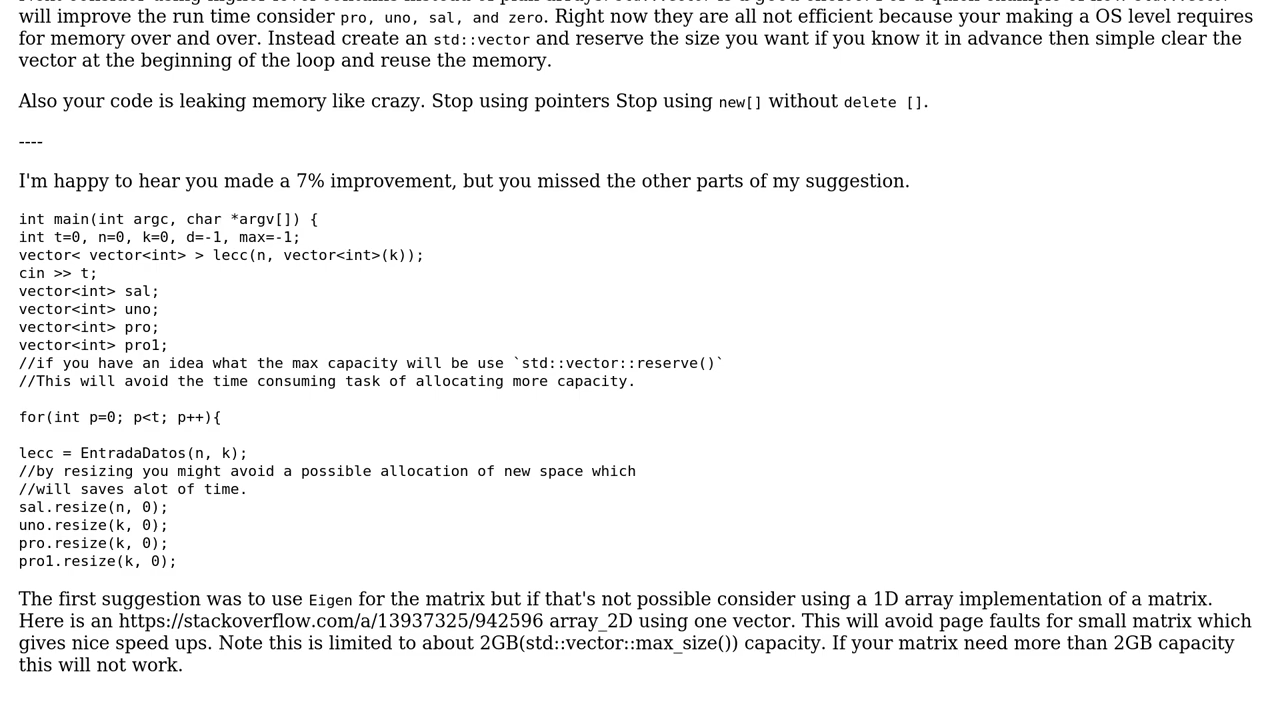 will improve the run time consider pro, uno, sal, and zero. Right now they are all not efficient because your making a OS level requires
for memory over and over. Instead create an std::vector and reserve the size you want if you know it in advance then simple clear the
vector at the beginning of the loop and reuse the memory.
Also your code is leaking memory like crazy. Stop using pointers Stop using new[] without delete [].
----
I'm happy to hear you made a 7% improvement, but you missed the other parts of my suggestion.
int main(int argc, char *argv[]) {
int t=0, n=0, k=0, d=-1, max=-1;
vector< vector<int> > lecc(n, vector<int>(k));
cin >> t;
vector<int> sal;
vector<int> uno;
vector<int> pro;
vector<int> pro1;
//if you have an idea what the max capacity will be use `std::vector::reserve()`
//This will avoid the time consuming task of allocating more capacity.
for(int p=0; p<t; p++){
lecc = EntradaDatos(n, k);
//by resizing you might avoid a possible allocation of new space which
//will saves alot of time.
sal.resize(n, 0);
uno.resize(k, 0);
pro.resize(k, 0);
pro1.resize(k, 0);
The first suggestion was to use Eigen for the matrix but if that's not possible consider using a 1D array implementation of a matrix.
Here is an https://stackoverflow.com/a/13937325/942596 array_2D using one vector. This will avoid page faults for small matrix which
gives nice speed ups. Note this is limited to about 2GB(std::vector::max_size()) capacity. If your matrix need more than 2GB capacity
this will not work.